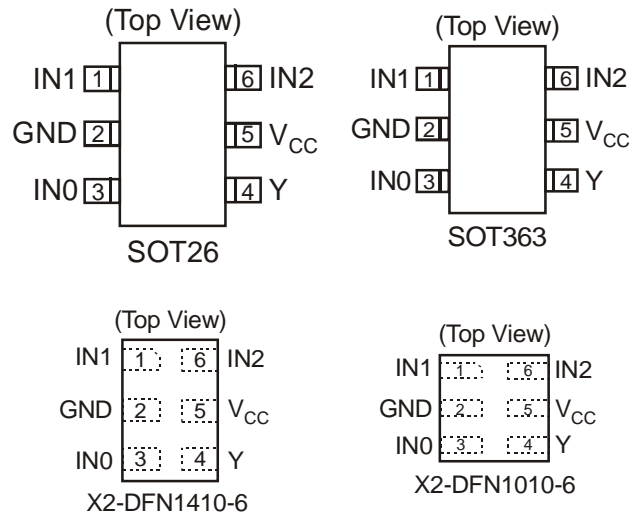 (Top View)
IN1 1 6 IN2
GND 2 5 VCC
IN0 3 4 Y
SOT26
(Top View)
IN1 1 6 IN2
GND 2 5 VCC
IN0 3 4 Y
SOT363
(Top View)
IN1 1 6 IN2
GND 2 5 VCC
IN0 3 4 Y
X2-DFN1410-6
(Top View)
IN1 1 6 IN2
GND 2 5 VCC
IN0 3 4 Y
X2-DFN1010-6